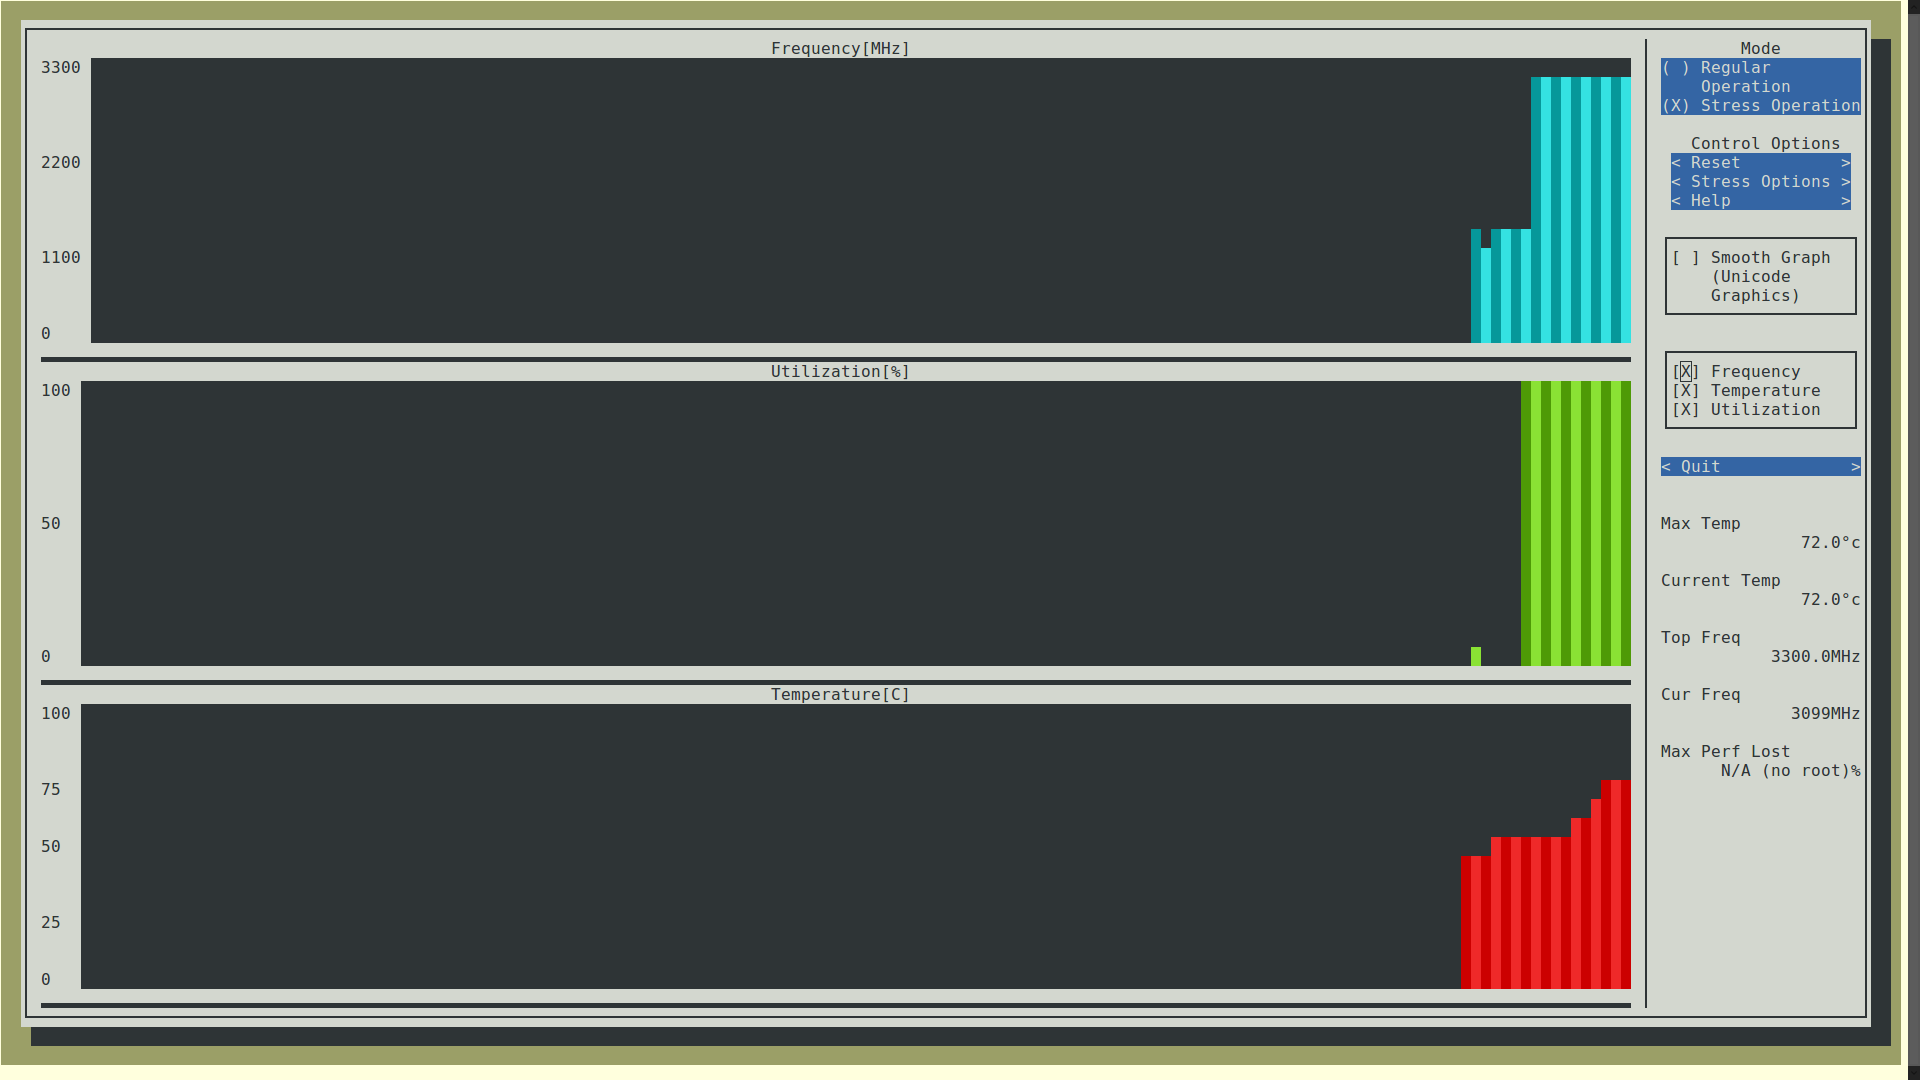 Frequency[MHz]
3300
2200
1100
0
Utilization[%]
100
50
0
Temperature[C]
100
75
50
25
0
Mode
( ) Regular
Operation
(X) Stress Operation
Control Options
< Reset >
< Stress Options >
< Help >
[ ] Smooth Graph
(Unicode
Graphics)
[X] Frequency
[X] Temperature
[X] Utilization
< Quit >
Max Temp
72.0°c
Current Temp
72.0°c
Top Freq
3300.0MHz
Cur Freq
3099MHz
Max Perf Lost
N/A (no root)%